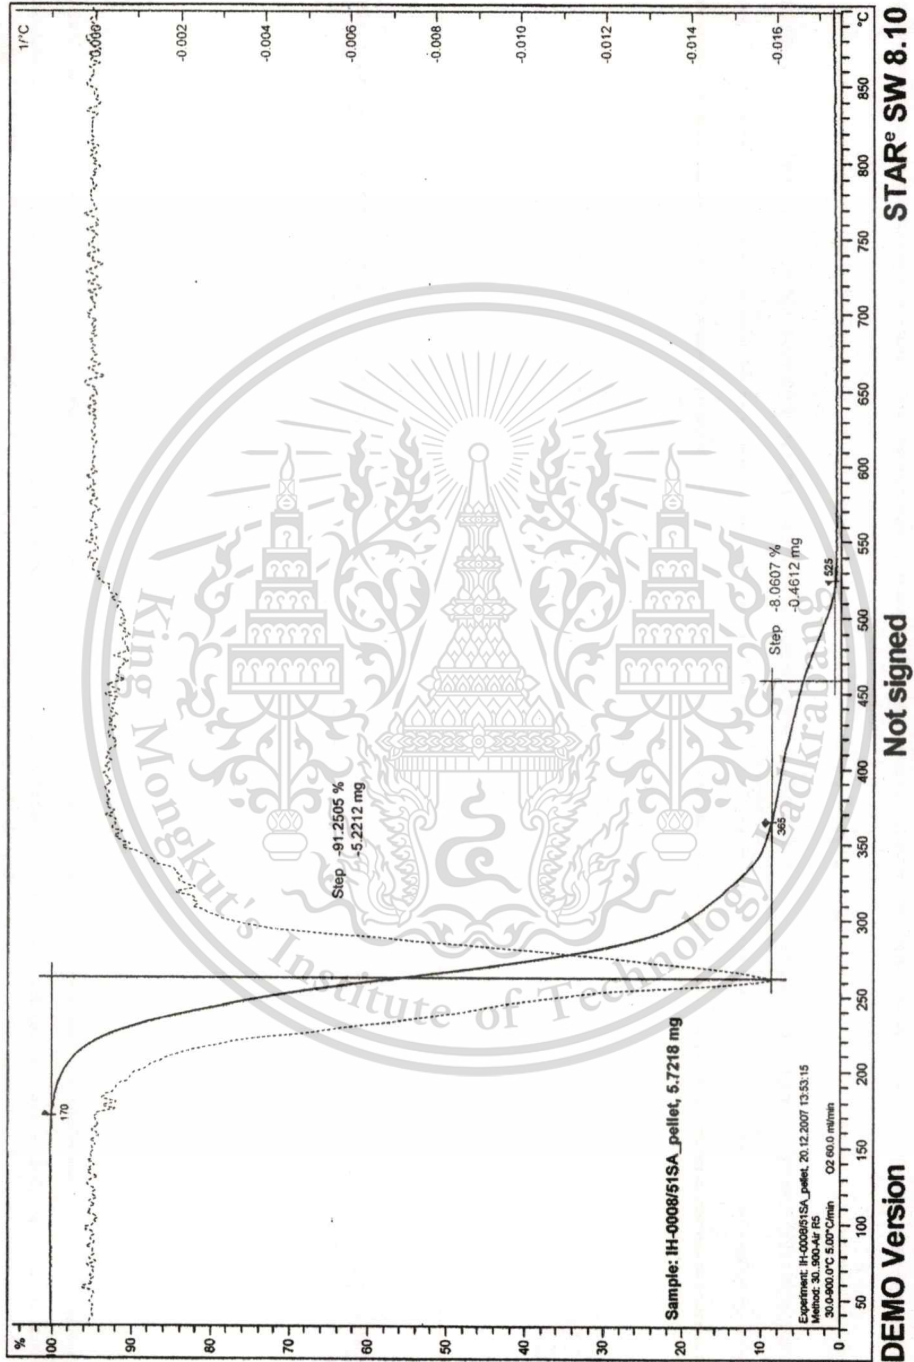 %
100
90
80
70
60
50
40
30
20
10
0
1/°C
-0.000
-0.002
-0.004
-0.006
-0.008
-0.010
-0.012
-0.014
-0.016
170
Step -91.2505 %
-5.2212 mg
365
Step -8.0607 %
-0.4612 mg
525
King Mongkut's Institute of Technology Ladkrabang
Sample: IH-0008/51SA_pellet, 5.7218 mg
Experiment: IH-0008/51SA_pellet, 20.12.2007 13:53:15
Method: 30..900-Air R5
30.0-900.0°C 5.00°C/min O2 60.0 ml/min
50 100 150 200 250 300 350 400 450 500 550 600 650 700 750 800 850 °C
DEMO Version Not signed STARe SW 8.10